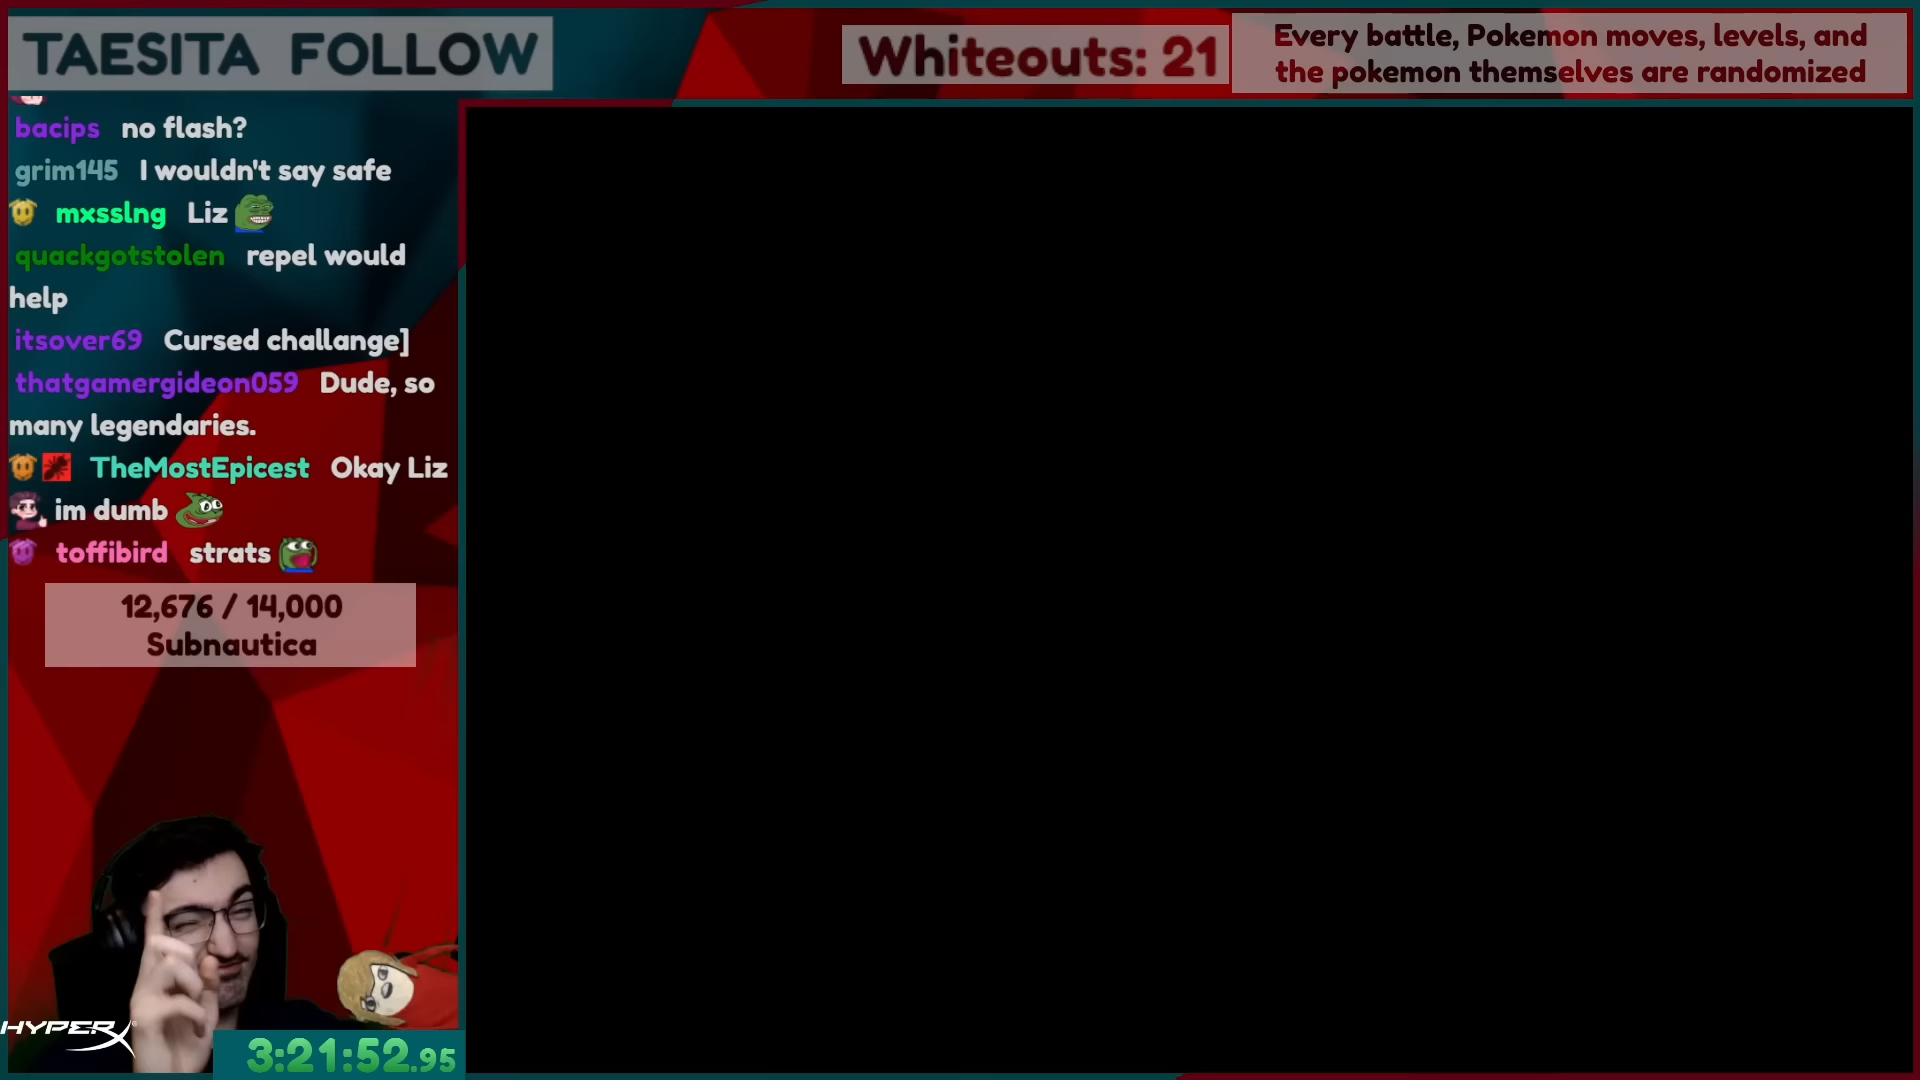 TAESITA FOLLOW
Whiteouts: 21
Every battle, Pokemon moves, levels, and
the pokemon themselves are randomized
bacips no flash?
grim145 I wouldn't say safe
mxsslng Liz
quackgotstolen repel would
help
itsover69 Cursed challange]
thatgamergideon059 Dude, so
many legendaries.
TheMostEpicest Okay Liz
im dumb
toffibird strats
12,676 / 14,000
Subnautica
HYPERX
3:21:52.95